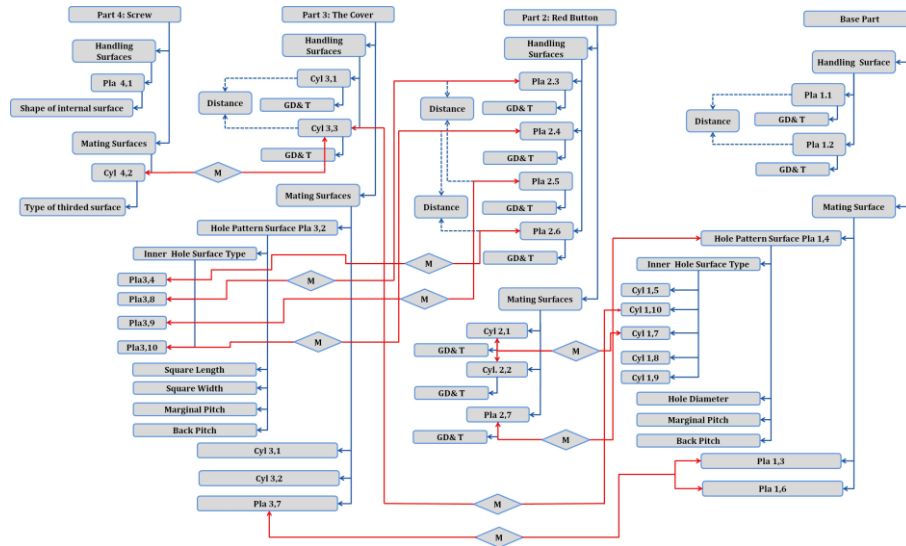 Part 4: Screw
Handling
Surfaces
Pla 4,1
Shape of internal surface
Mating Surfaces
Cyl 4,2
Type of thirded surface
M
Part 3: The Cover
Handling
Surfaces
Cyl 3,1
GD& T
Distance
Cyl 3,3
GD& T
Mating Surfaces
Hole Pattern Surface Pla 3,2
Inner Hole Surface Type
Pla3,4
Pla3,8
Pla3,9
Pla3,10
M
M
M
M
Square Length
Square Width
Marginal Pitch
Back Pitch
Cyl 3,1
Cyl 3,2
Pla 3,7
Part 2: Red Button
Handling
Surfaces
Pla 2.3
GD& T
Distance
Pla 2.4
GD& T
Pla 2.5
GD& T
Distance
Pla 2.6
GD& T
Mating Surfaces
Cyl 2,1
GD& T
M
Cyl. 2,2
GD& T
Pla 2,7
GD& T
M
M
M
Base Part
Handling Surface
Pla 1.1
GD& T
Distance
Pla 1.2
GD& T
Mating Surface
Hole Pattern Surface Pla 1,4
Inner Hole Surface Type
Cyl 1,5
Cyl 1,10
Cyl 1,7
Cyl 1,8
Cyl 1,9
Hole Diameter
Marginal Pitch
Back Pitch
Pla 1,3
Pla 1,6